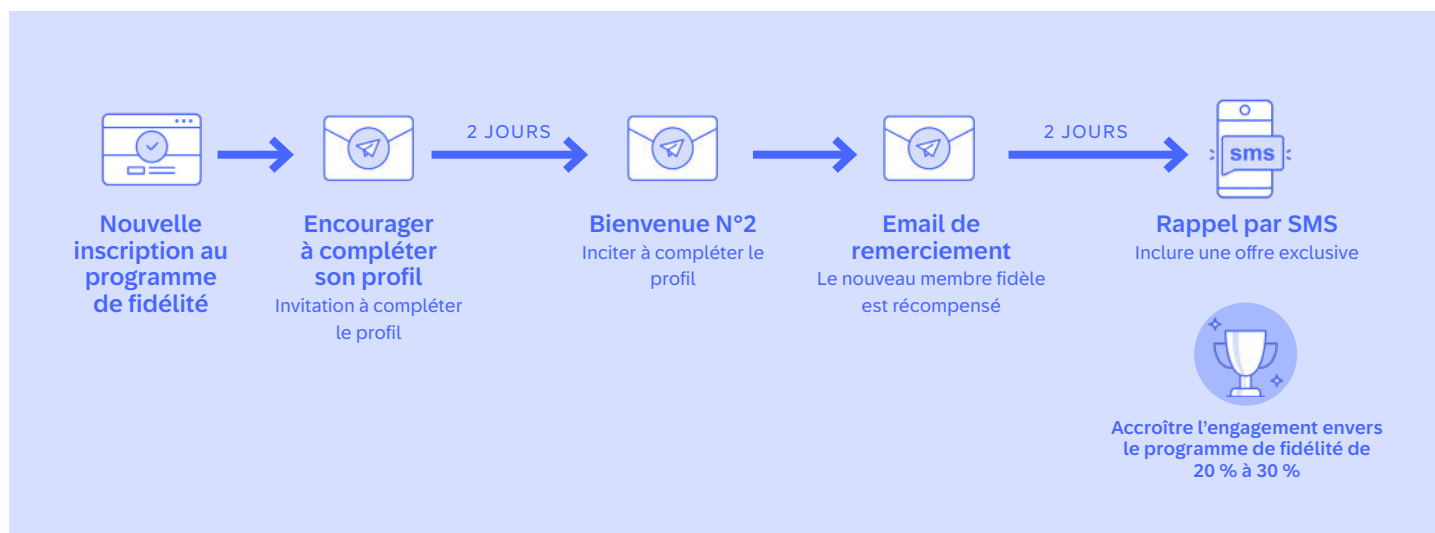 2 JOURS
2 JOURS
sms
Nouvelle
inscription au
programme
de fidélité
Encourager
à compléter
son profil
Invitation à compléter
le profil
Bienvenue N°2
Inciter à compléter le
profil
Email de
remerciement
Le nouveau membre fidèle
est récompensé
Rappel par SMS
Inclure une offre exclusive
Accroître l’engagement envers
le programme de fidélité de
20 % à 30 %